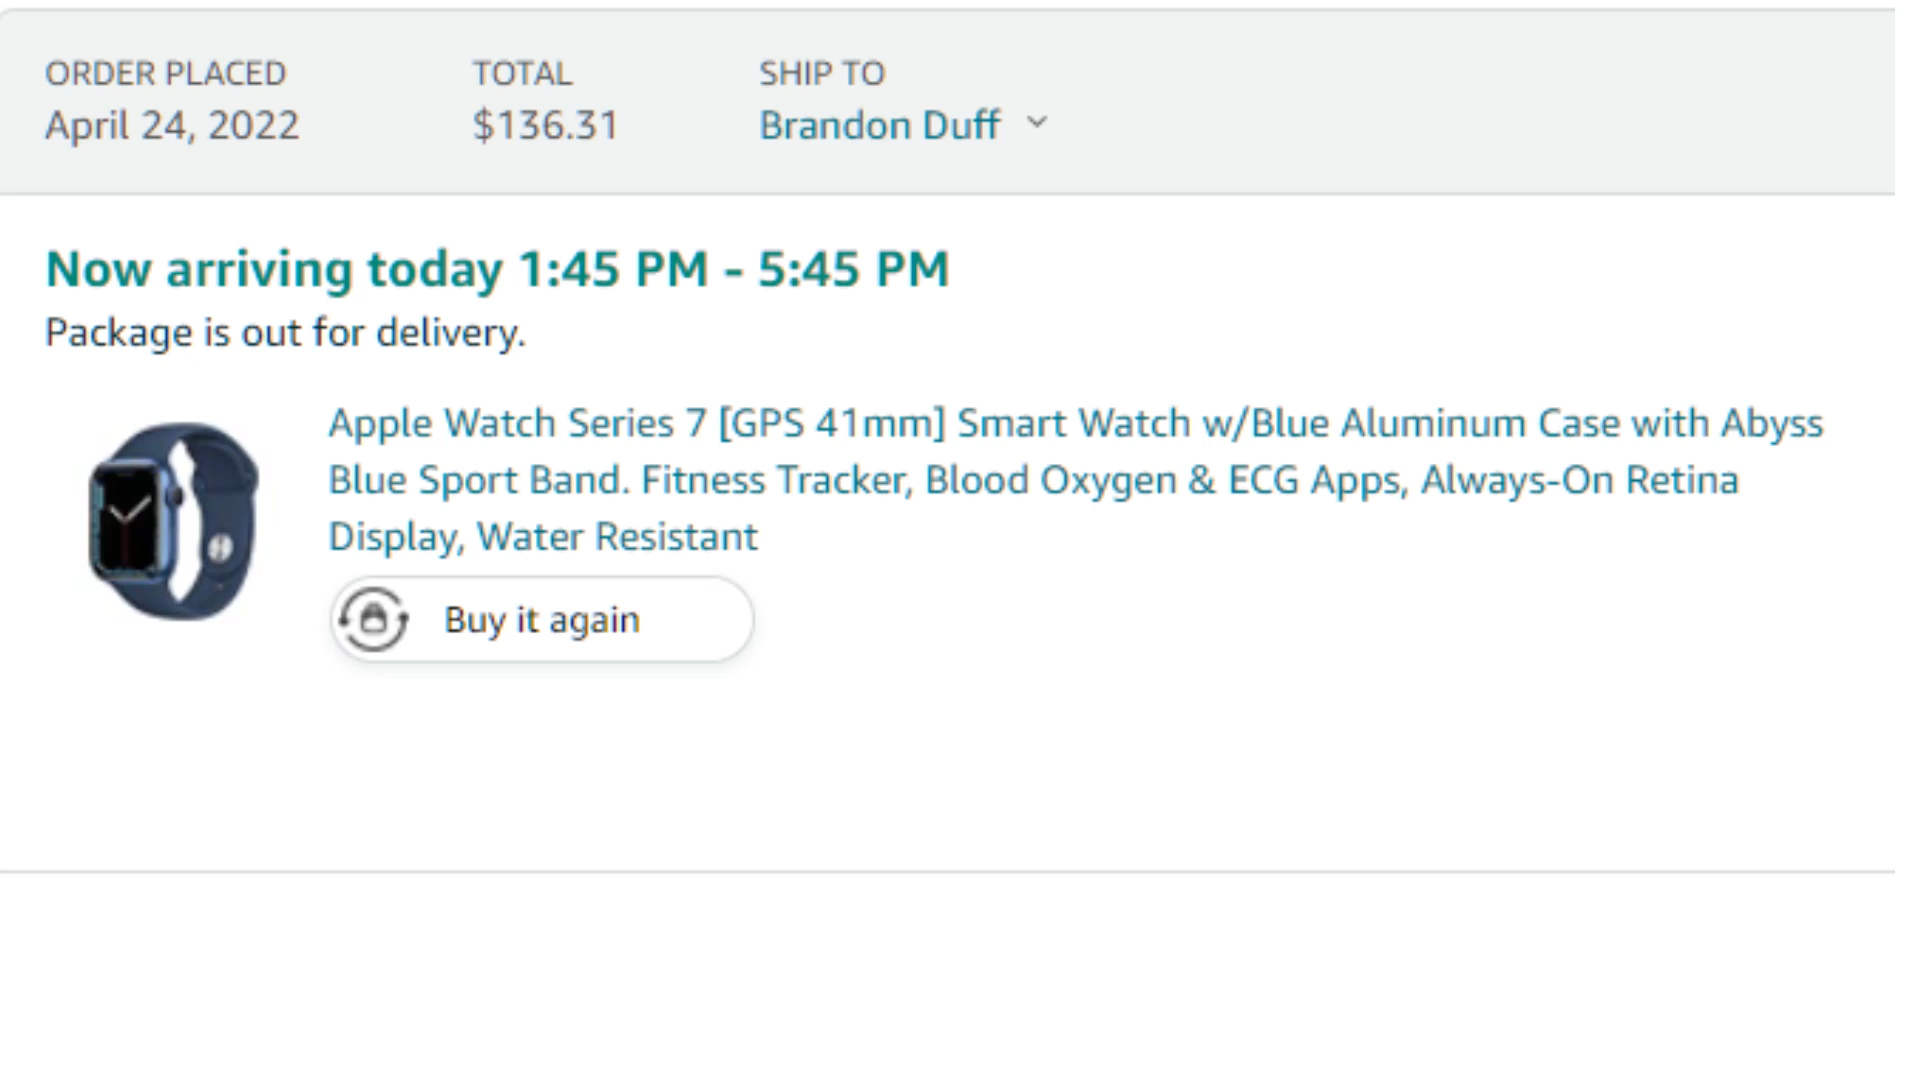 ORDER PLACED
April 24, 2022
TOTAL
$136.31
SHIP TO
Brandon Duff
Now arriving today 1:45 PM - 5:45 PM
Package is out for delivery.
Apple Watch Series 7 [GPS 41mm] Smart Watch w/Blue Aluminum Case with Abyss
Blue Sport Band. Fitness Tracker, Blood Oxygen & ECG Apps, Always-On Retina
Display, Water Resistant
Buy it again